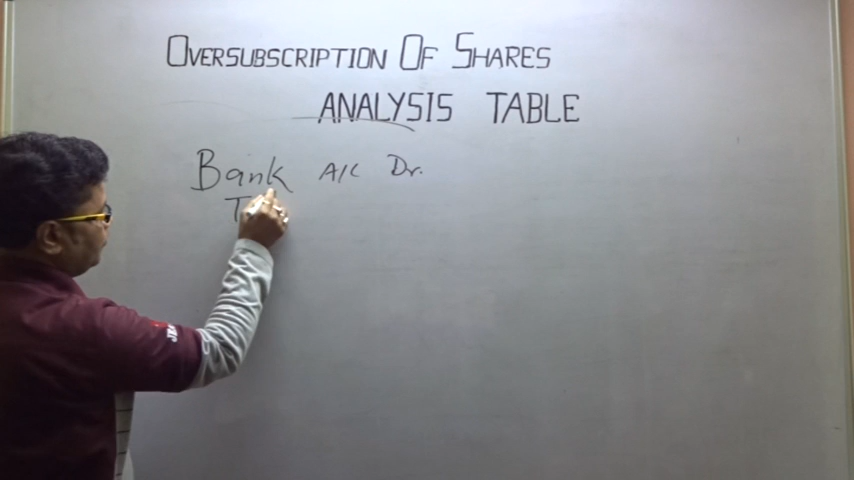 OVERSUBSCRIPTION OF SHARES
ANALYSIS TABLE
Bank A/C Dr.
T